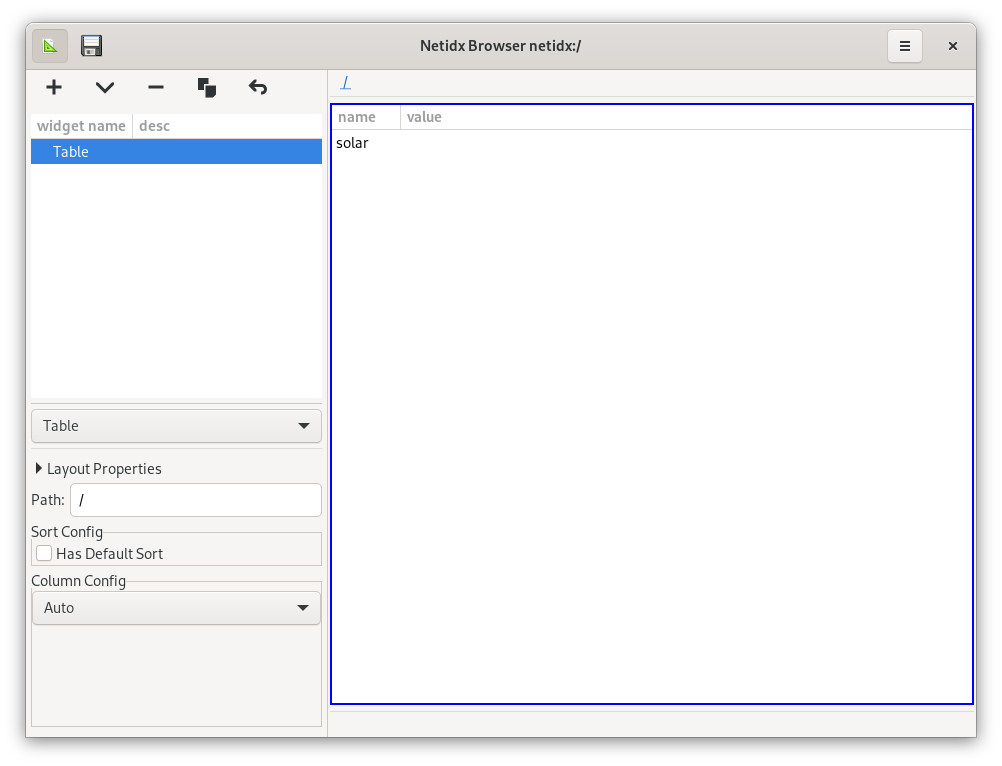 Netidx Browser netidx:/
/
widget name desc
Table
name value
solar
Table
Layout Properties
Path: /
Sort Config
Has Default Sort
Column Config
Auto